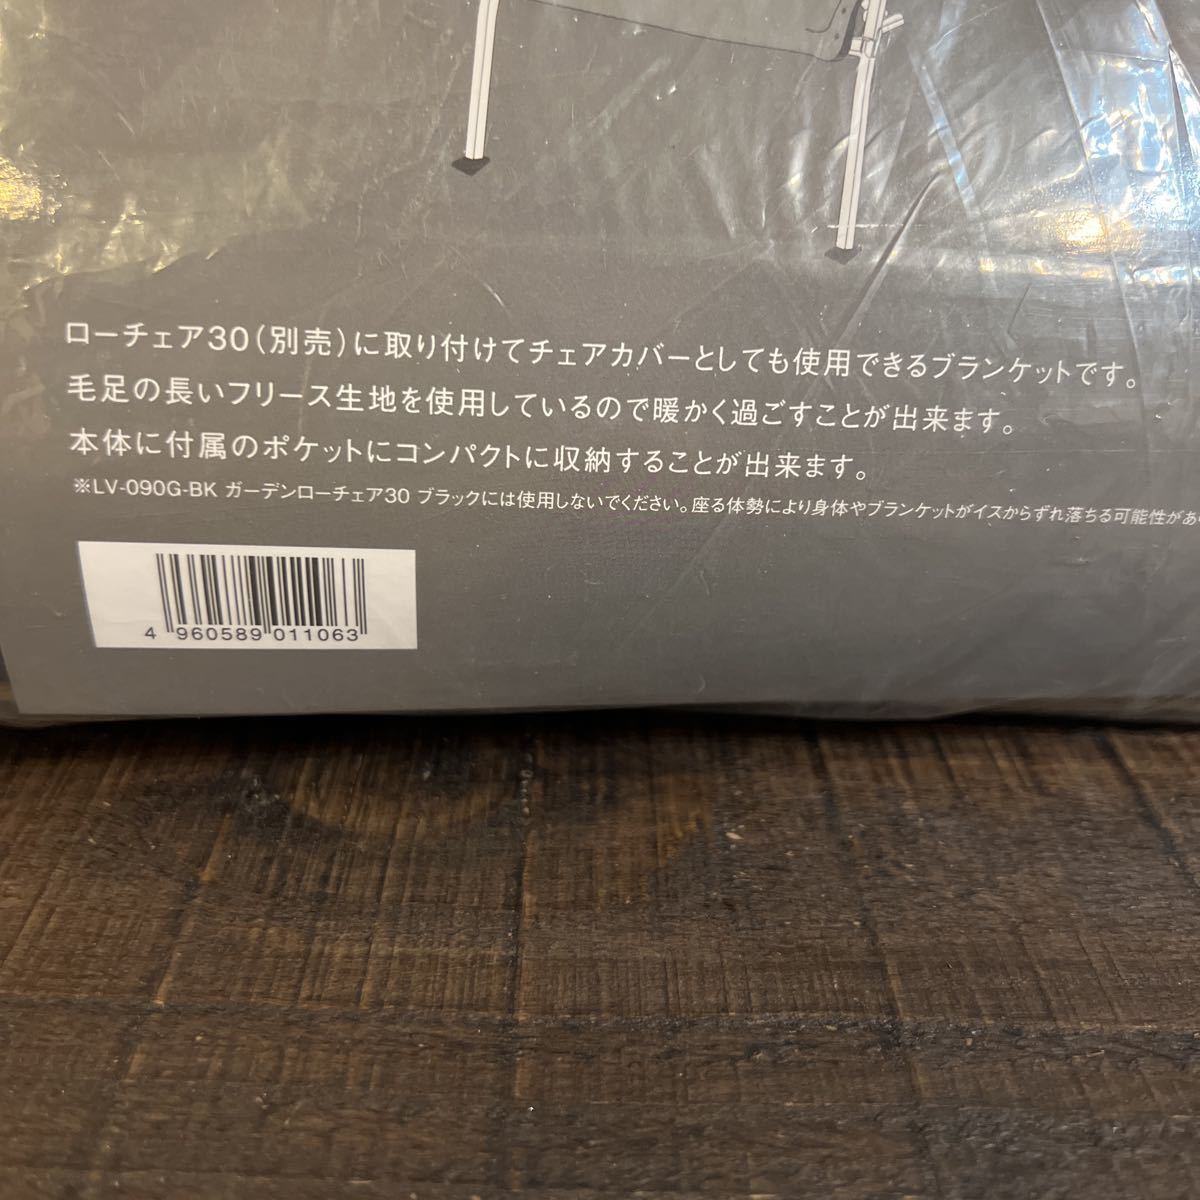 ローチェア30(別売)に取り付けてチェアカバーとしても使用できるブランケットです。
毛足の長いフリース生地を使用しているので暖かく過ごすことが出来ます。
本体に付属のポケットにコンパクトに収納することが出来ます。
※LV-090G-BK ガーデンローチェア30 ブラックには使用しないでください。座る体勢により身体やブランケットがイスからずれ落ちる可能性があ
4 960589 011063